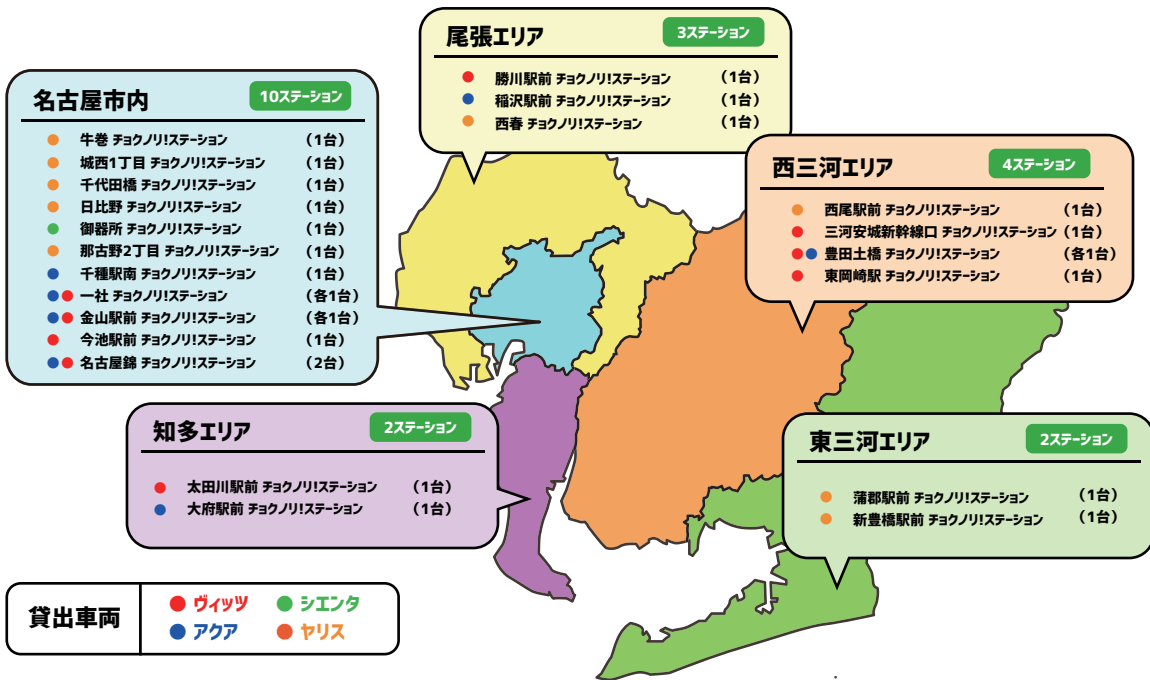 尾張エリア 3ステーション
勝川駅前 チョクノリ!ステーション (1台)
稲沢駅前 チョクノリ!ステーション (1台)
西春 チョクノリ!ステーション (1台)
名古屋市内 10ステーション
牛巻 チョクノリ!ステーション (1台)
城西1丁目 チョクノリ!ステーション (1台)
千代田橋 チョクノリ!ステーション (1台)
日比野 チョクノリ!ステーション (1台)
御器所 チョクノリ!ステーション (1台)
那古野2丁目 チョクノリ!ステーション (1台)
千種駅南 チョクノリ!ステーション (1台)
一社 チョクノリ!ステーション (各1台)
金山駅前 チョクノリ!ステーション (各1台)
今池駅前 チョクノリ!ステーション (1台)
名古屋錦 チョクノリ!ステーション (2台)
西三河エリア 4ステーション
西尾駅前 チョクノリ!ステーション (1台)
三河安城新幹線口 チョクノリ!ステーション (1台)
豊田土橋 チョクノリ!ステーション (各1台)
東岡崎駅 チョクノリ!ステーション (1台)
知多エリア 2ステーション
太田川駅前 チョクノリ!ステーション (1台)
大府駅前 チョクノリ!ステーション (1台)
東三河エリア 2ステーション
蒲郡駅前 チョクノリ!ステーション (1台)
新豊橋駅前 チョクノリ!ステーション (1台)
貸出車両
ヴィッツ シエンタ
アクア ヤリス